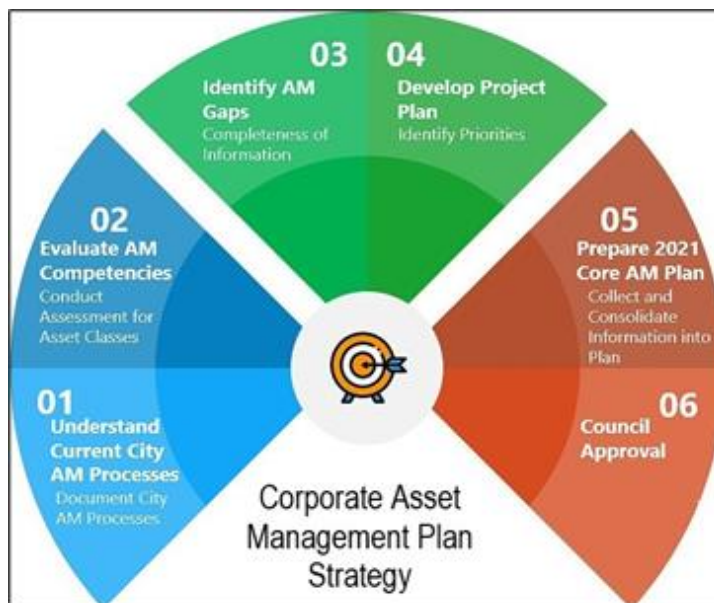 01
Understand
Current City
AM Processes
Document City
AM Processes
02
Evaluate AM
Competencies
Conduct
Assessment for
Asset Classes
03
Identify AM
Gaps
Completeness of
Information
04
Develop Project
Plan
Identify Priorities
05
Prepare 2021
Core AM Plan
Collect and
Consolidate
Information into
Plan
06
Council
Approval
Corporate Asset
Management Plan
Strategy